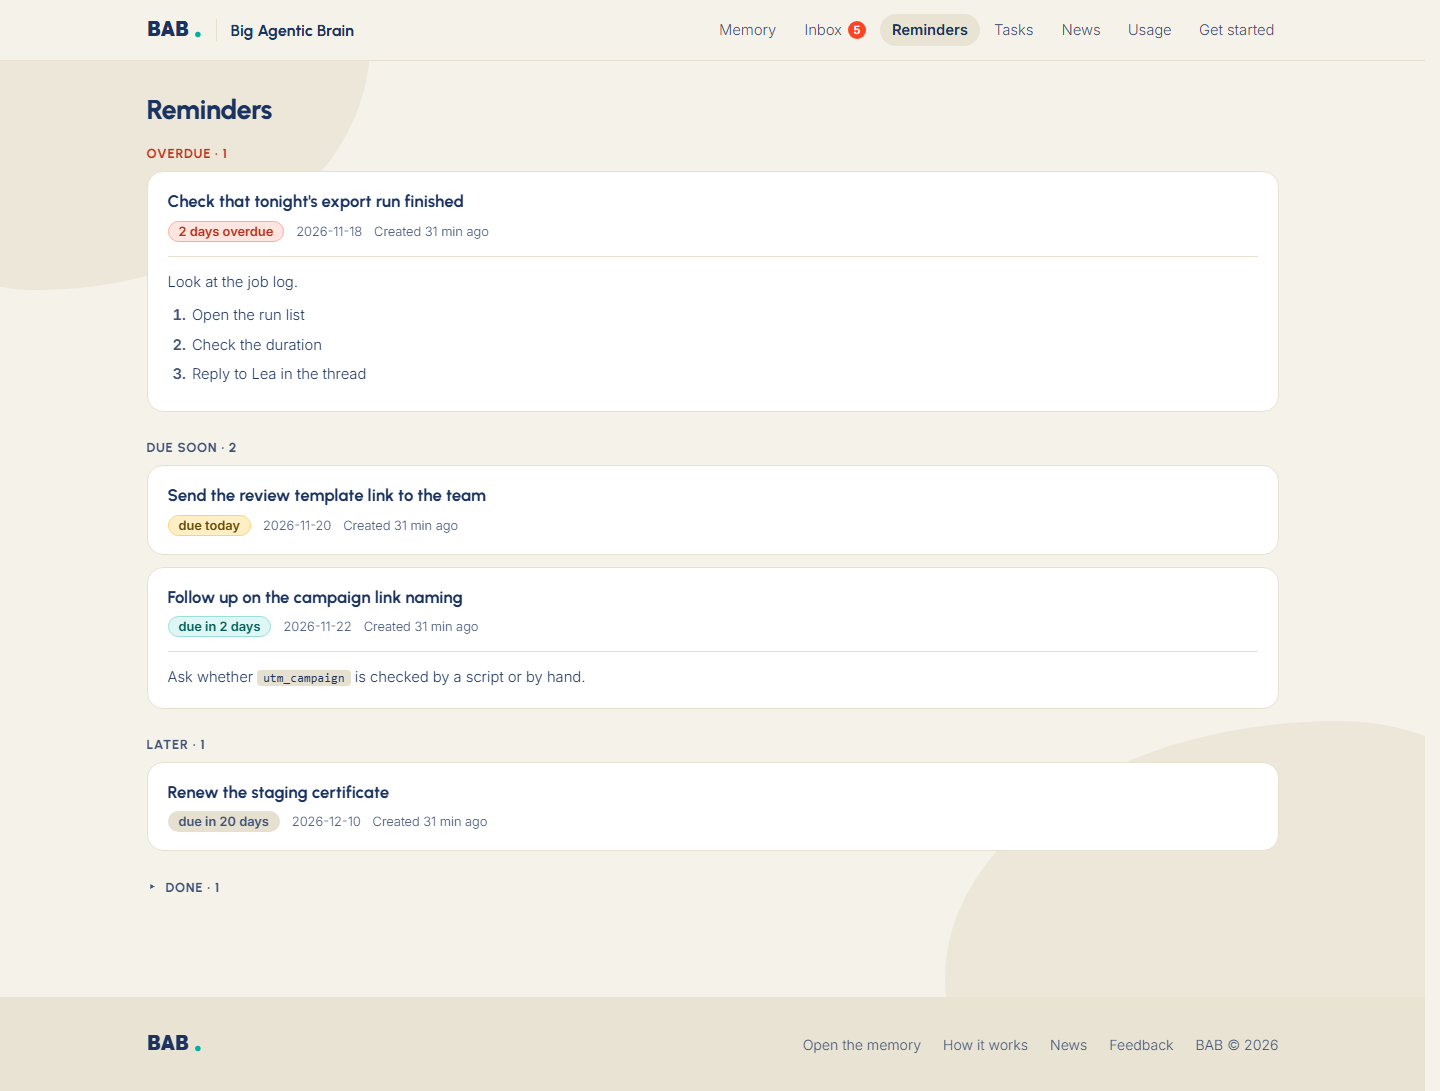 BAB.
Big Agentic Brain
Memory
Inbox 5
Reminders
Tasks
News
Usage
Get started
Reminders
OVERDUE · 1
Check that tonight's export run finished
2 days overdue 2026-11-18 Created 31 min ago
Look at the job log.
1. Open the run list
2. Check the duration
3. Reply to Lea in the thread
DUE SOON · 2
Send the review template link to the team
due today 2026-11-20 Created 31 min ago
Follow up on the campaign link naming
due in 2 days 2026-11-22 Created 31 min ago
Ask whether utm_campaign is checked by a script or by hand.
LATER · 1
Renew the staging certificate
due in 20 days 2026-12-10 Created 31 min ago
DONE · 1
BAB.
Open the memory
How it works
News
Feedback
BAB © 2026